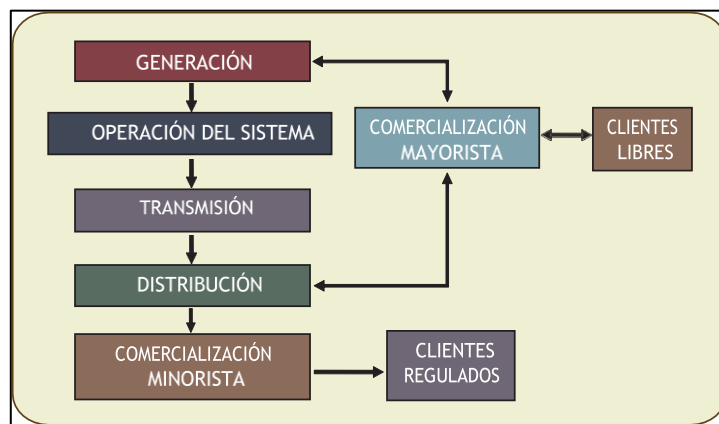 GENERACIÓN
OPERACIÓN DEL SISTEMA
COMERCIALIZACIÓN
MAYORISTA
CLIENTES
LIBRES
TRANSMISIÓN
DISTRIBUCIÓN
COMERCIALIZACIÓN
MINORISTA
CLIENTES
REGULADOS